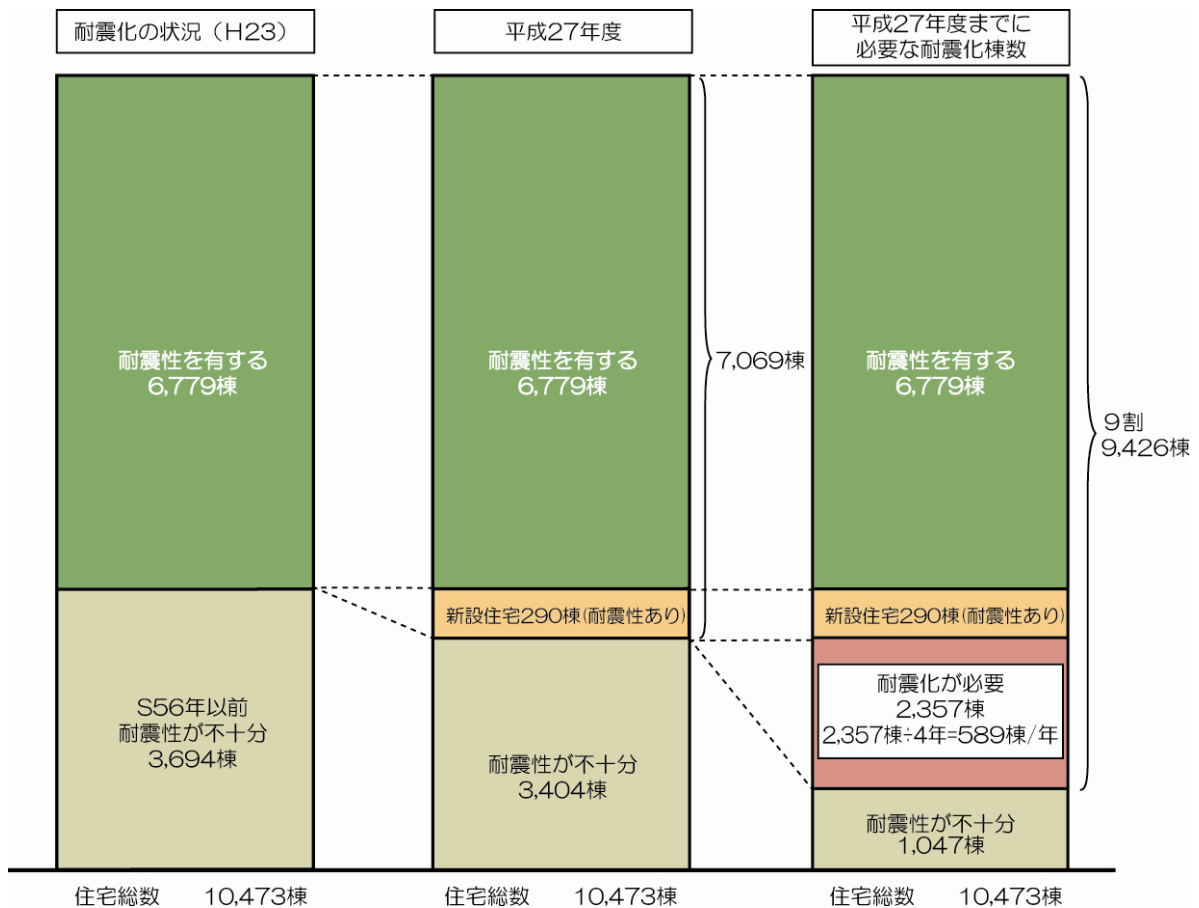 耐震化の状況（H23）
平成27年度
平成27年度までに
必要な耐震化棟数
耐震性を有する
6,779棟
耐震性を有する
6,779棟
7,069棟
耐震性を有する
6,779棟
9割
9,426棟
新設住宅290棟(耐震性あり)
新設住宅290棟(耐震性あり)
S56年以前
耐震性が不十分
3,694棟
耐震性が不十分
3,404棟
耐震化が必要
2,357棟
2,357棟÷4年=589棟/年
耐震性が不十分
1,047棟
住宅総数 10,473棟
住宅総数 10,473棟
住宅総数 10,473棟